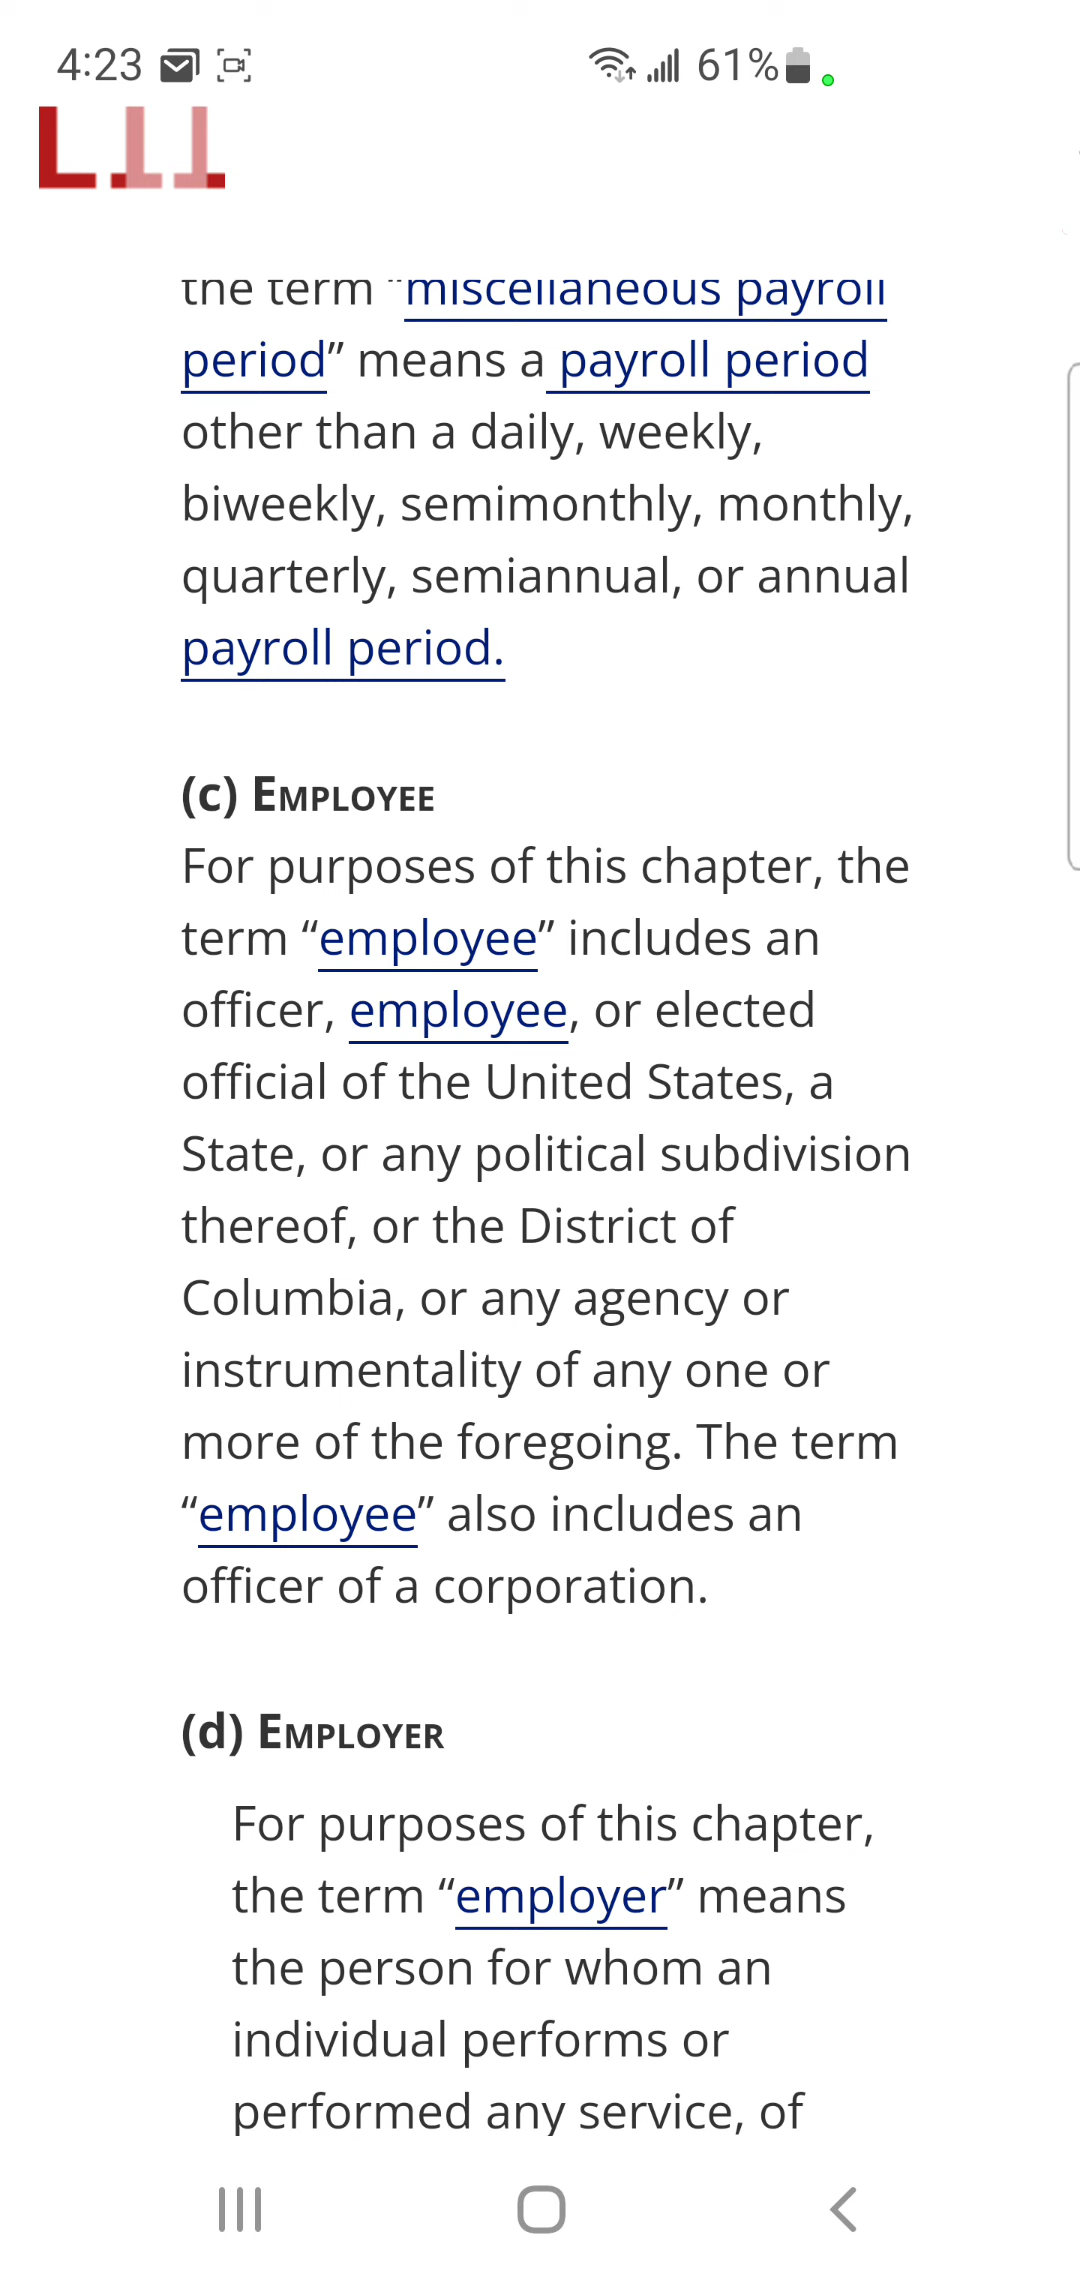 4:23
61%
LII
the term “miscellaneous payroll
period” means a payroll period
other than a daily, weekly,
biweekly, semimonthly, monthly,
quarterly, semiannual, or annual
payroll period.
(c) EMPLOYEE
For purposes of this chapter, the
term “employee” includes an
officer, employee, or elected
official of the United States, a
State, or any political subdivision
thereof, or the District of
Columbia, or any agency or
instrumentality of any one or
more of the foregoing. The term
“employee” also includes an
officer of a corporation.
(d) EMPLOYER
For purposes of this chapter,
the term “employer” means
the person for whom an
individual performs or
performed any service, of